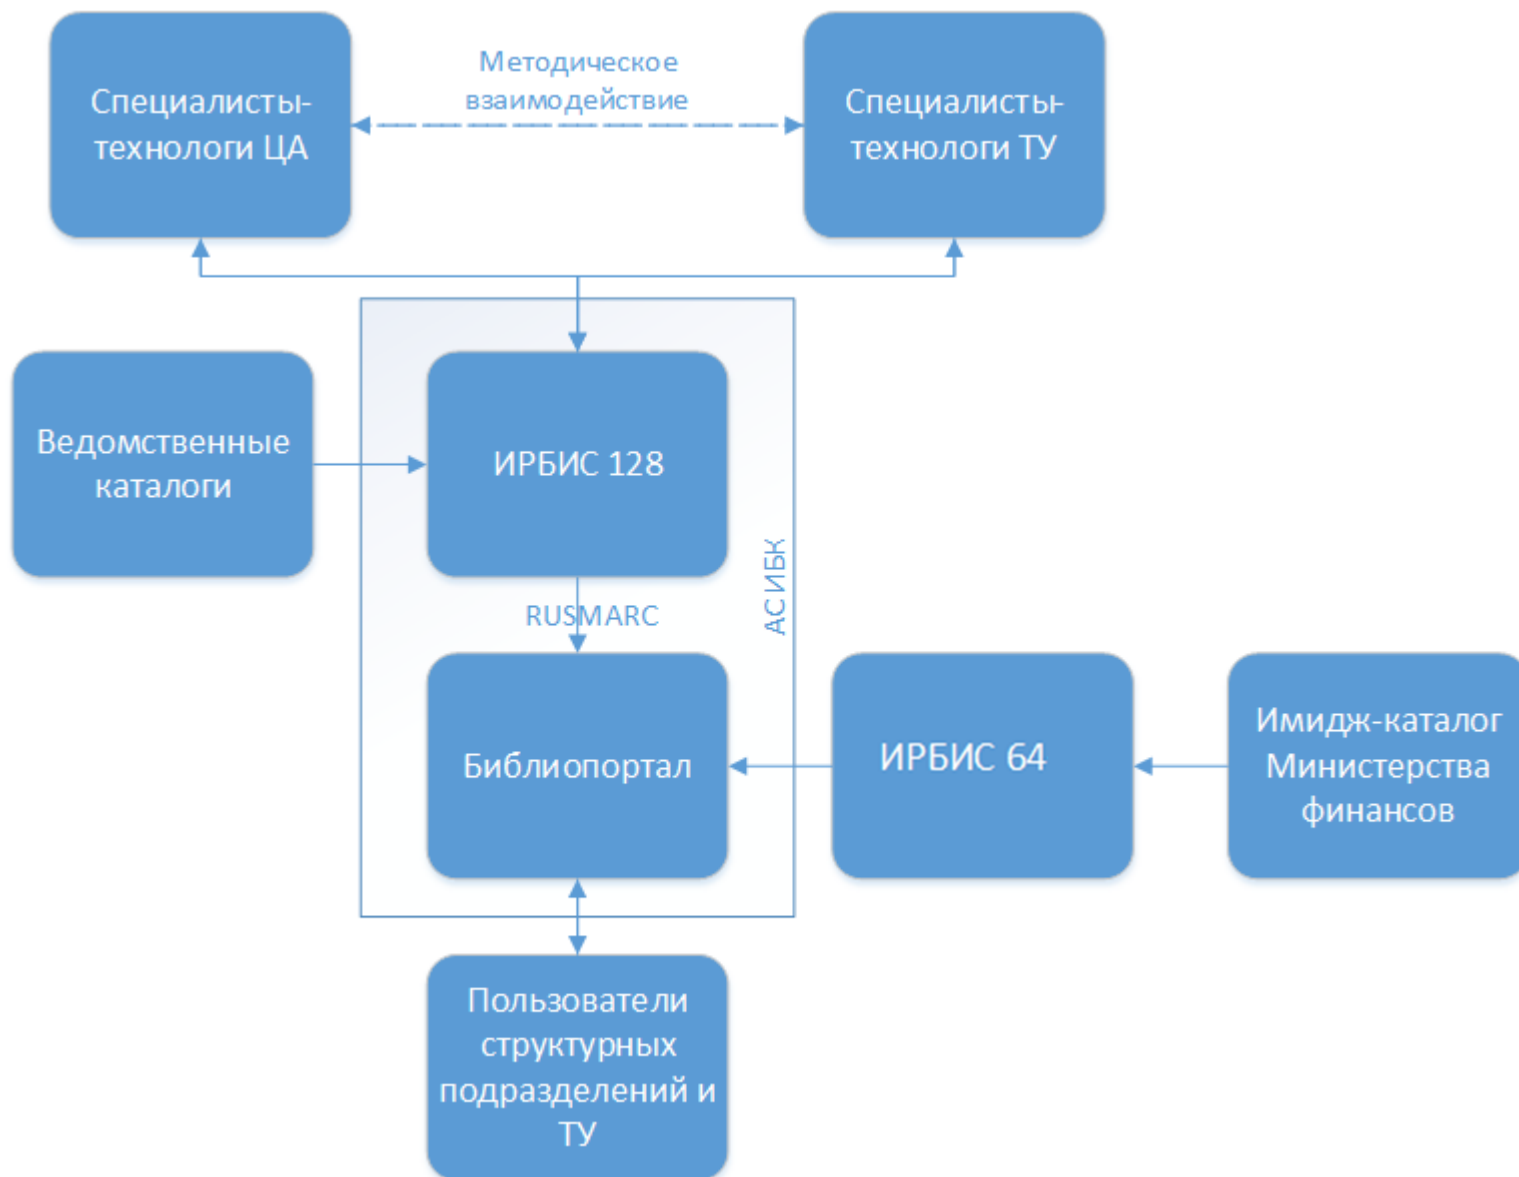 Специалисты-
технологи ЦА
Методическое
взаимодействие
Специалисты-
технологи ТУ
Ведомственные
каталоги
ИРБИС 128
АСИБК
RUSMARC
Библиопортал
ИРБИС 64
Имидж-каталог
Министерства
финансов
Пользователи
структурных
подразделений и
ТУ